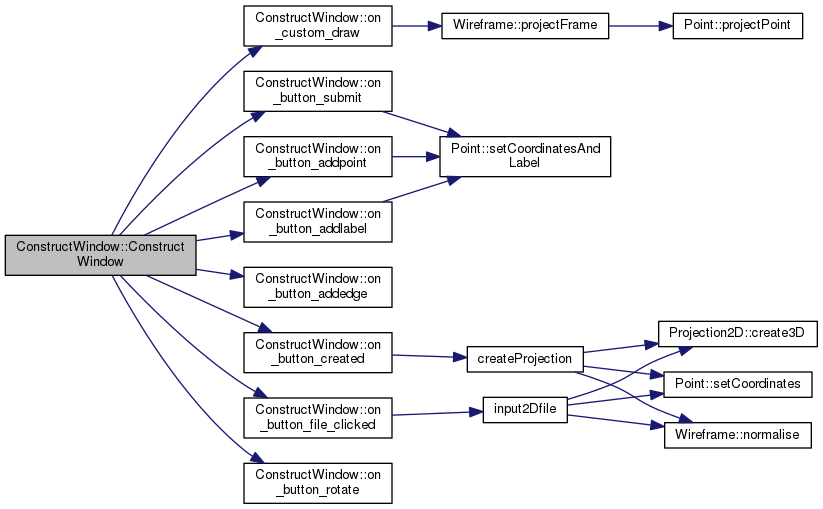 ConstructWindow::on
_custom_draw
Wireframe::projectFrame
Point::projectPoint
ConstructWindow::on
_button_submit
ConstructWindow::on
_button_addpoint
Point::setCoordinatesAnd
Label
ConstructWindow::on
_button_addlabel
ConstructWindow::Construct
Window
ConstructWindow::on
_button_addedge
ConstructWindow::on
_button_created
createProjection
Projection2D::create3D
Point::setCoordinates
ConstructWindow::on
_button_file_clicked
input2Dfile
Wireframe::normalise
ConstructWindow::on
_button_rotate